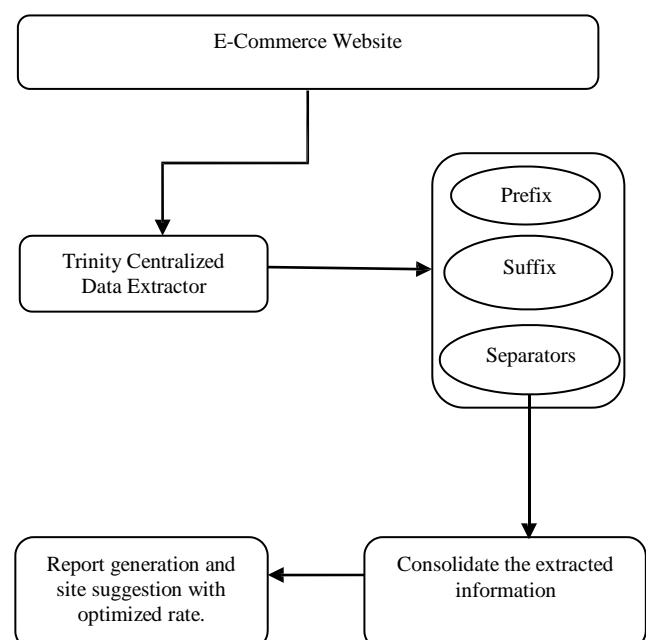 E-Commerce Website
Prefix
Trinity Centralized
Data Extractor
Suffix
Separators
Report generation and
site suggestion with
optimized rate.
Consolidate the extracted
information